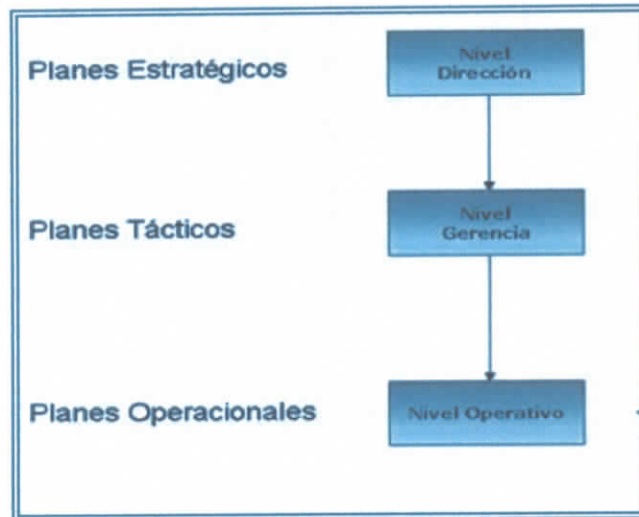 Planes Estratégicos
Nivel
Dirección
Planes Tácticos
Nivel
Gerencia
Planes Operacionales
Nivel Operativo